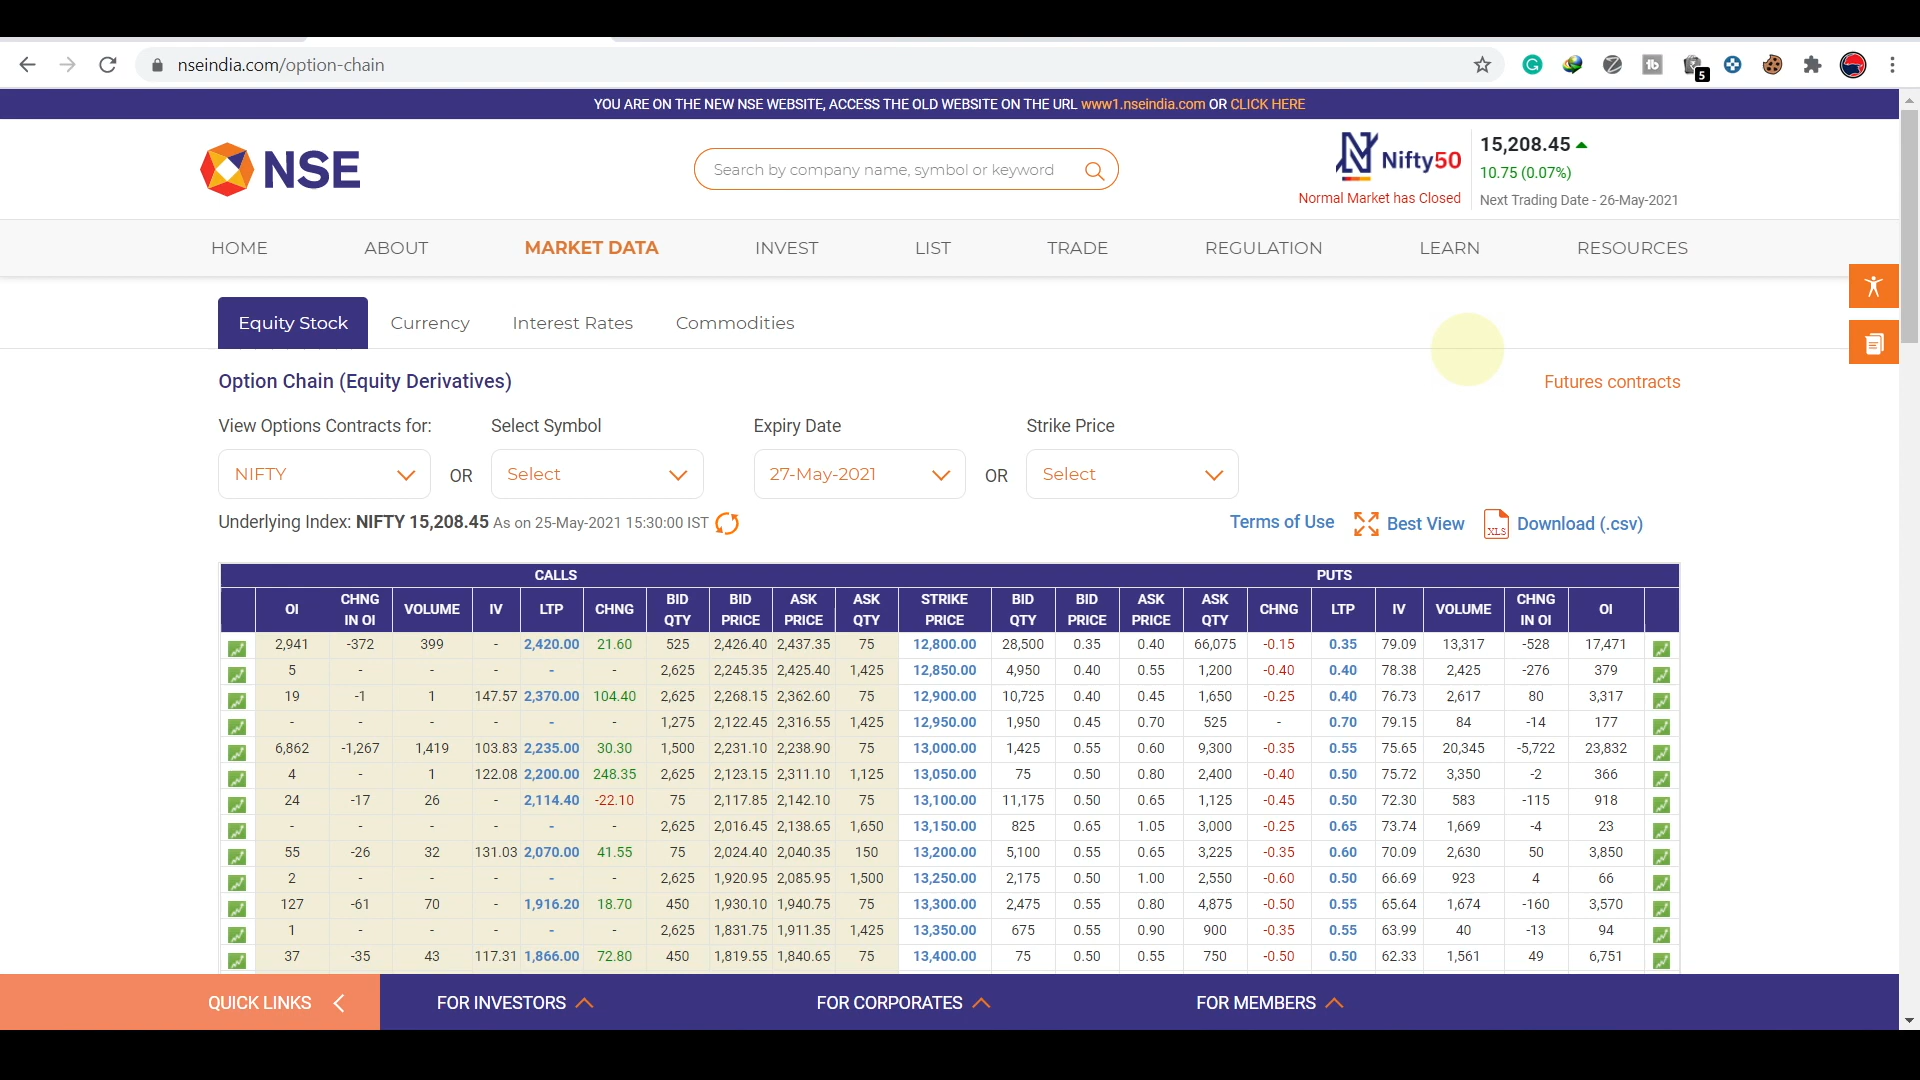 nseindia.com/option-chain
5
YOU ARE ON THE NEW NSE WEBSITE, ACCESS THE OLD WEBSITE ON THE URL www1.nseindia.com OR CLICK HERE
NSE
Search by company name, symbol or keyword
Nifty50
15,208.45
10.75 (0.07%)
Normal Market has Closed
Next Trading Date - 26-May-2021
HOME ABOUT MARKET DATA INVEST LIST TRADE REGULATION LEARN RESOURCES
Equity Stock Currency Interest Rates Commodities
Option Chain (Equity Derivatives) Futures contracts
View Options Contracts for: Select Symbol Expiry Date Strike Price
NIFTY OR Select 27-May-2021 OR Select
Underlying Index: NIFTY 15,208.45 As on 25-May-2021 15:30:00 IST Terms of Use Best View XLS Download (.csv)
CALLS PUTS
OI CHNG IN OI VOLUME IV LTP CHNG BID QTY BID PRICE ASK PRICE ASK QTY STRIKE PRICE BID QTY BID PRICE ASK PRICE ASK QTY CHNG LTP IV VOLUME CHNG IN OI OI
2,941 -372 399 - 2,420.00 21.60 525 2,426.40 2,437.35 75 12,800.00 28,500 0.35 0.40 66,075 -0.15 0.35 79.09 13,317 -528 17,471
5 - - - - - 2,625 2,245.35 2,425.40 1,425 12,850.00 4,950 0.40 0.55 1,200 -0.40 0.40 78.38 2,425 -276 379
19 -1 1 147.57 2,370.00 104.40 2,625 2,268.15 2,362.60 75 12,900.00 10,725 0.40 0.45 1,650 -0.25 0.40 76.73 2,617 80 3,317
- - - - - - 1,275 2,122.45 2,316.55 1,425 12,950.00 1,950 0.45 0.70 525 - 0.70 79.15 84 -14 177
6,862 -1,267 1,419 103.83 2,235.00 30.30 1,500 2,231.10 2,238.90 75 13,000.00 1,425 0.55 0.60 9,300 -0.35 0.55 75.65 20,345 -5,722 23,832
4 - 1 122.08 2,200.00 248.35 2,625 2,123.15 2,311.10 1,125 13,050.00 75 0.50 0.80 2,400 -0.40 0.50 75.72 3,350 -2 366
24 -17 26 - 2,114.40 -22.10 75 2,117.85 2,142.10 75 13,100.00 11,175 0.50 0.65 1,125 -0.45 0.50 72.30 583 -115 918
- - - - - - 2,625 2,016.45 2,138.65 1,650 13,150.00 825 0.65 1.05 3,000 -0.25 0.65 73.74 1,669 -4 23
55 -26 32 131.03 2,070.00 41.55 75 2,024.40 2,040.35 150 13,200.00 5,100 0.55 0.65 3,225 -0.35 0.60 70.09 2,630 50 3,850
2 - - - - - 2,625 1,920.95 2,085.95 1,500 13,250.00 2,175 0.50 1.00 2,550 -0.60 0.50 66.69 923 4 66
127 -61 70 - 1,916.20 18.70 450 1,930.10 1,940.75 75 13,300.00 2,475 0.55 0.80 4,875 -0.50 0.55 65.64 1,674 -160 3,570
1 - - - - - 2,625 1,831.75 1,911.35 1,425 13,350.00 675 0.55 0.90 900 -0.35 0.55 63.99 40 -13 94
37 -35 43 117.31 1,866.00 72.80 450 1,819.55 1,840.65 75 13,400.00 75 0.50 0.55 750 -0.50 0.50 62.33 1,561 49 6,751
QUICK LINKS FOR INVESTORS FOR CORPORATES FOR MEMBERS